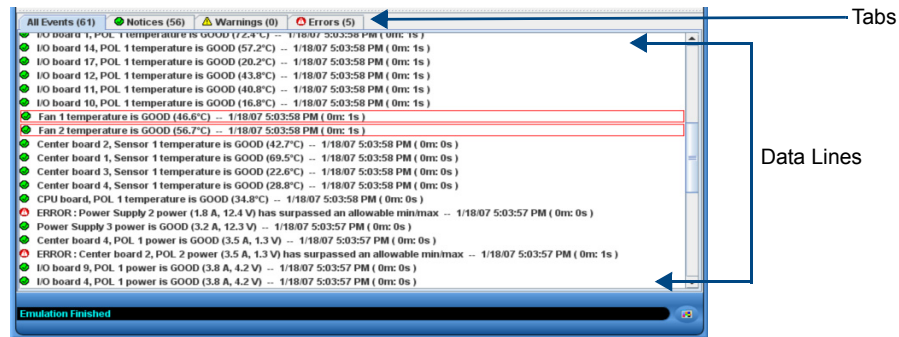 All Events (61) Notices (56) Warnings (0) Errors (5)
Tabs
I/O board 1, POL 1 temperature is GOOD (72.4°C) -- 1/18/07 5:03:58 PM ( 0m: 1s )
I/O board 14, POL 1 temperature is GOOD (57.2°C) -- 1/18/07 5:03:58 PM ( 0m: 1s )
I/O board 17, POL 1 temperature is GOOD (20.2°C) -- 1/18/07 5:03:58 PM ( 0m: 1s )
I/O board 12, POL 1 temperature is GOOD (43.8°C) -- 1/18/07 5:03:58 PM ( 0m: 1s )
I/O board 11, POL 1 temperature is GOOD (40.8°C) -- 1/18/07 5:03:58 PM ( 0m: 1s )
I/O board 10, POL 1 temperature is GOOD (16.8°C) -- 1/18/07 5:03:58 PM ( 0m: 1s )
Fan 1 temperature is GOOD (46.6°C) -- 1/18/07 5:03:58 PM ( 0m: 1s )
Fan 2 temperature is GOOD (56.7°C) -- 1/18/07 5:03:58 PM ( 0m: 1s )
Center board 2, Sensor 1 temperature is GOOD (42.7°C) -- 1/18/07 5:03:58 PM ( 0m: 0s )
Center board 1, Sensor 1 temperature is GOOD (69.5°C) -- 1/18/07 5:03:58 PM ( 0m: 0s )
Center board 3, Sensor 1 temperature is GOOD (22.6°C) -- 1/18/07 5:03:58 PM ( 0m: 0s )
Data Lines
Center board 4, Sensor 1 temperature is GOOD (28.8°C) -- 1/18/07 5:03:58 PM ( 0m: 0s )
CPU board, POL 1 temperature is GOOD (34.8°C) -- 1/18/07 5:03:58 PM ( 0m: 0s )
ERROR : Power Supply 2 power (1.8 A, 12.4 V) has surpassed an allowable min/max -- 1/18/07 5:03:57 PM ( 0m: 0s )
Power Supply 3 power is GOOD (3.2 A, 12.3 V) -- 1/18/07 5:03:57 PM ( 0m: 0s )
Center board 4, POL 1 power is GOOD (3.5 A, 1.3 V) -- 1/18/07 5:03:57 PM ( 0m: 0s )
ERROR : Center board 2, POL 2 power (3.5 A, 1.3 V) has surpassed an allowable min/max -- 1/18/07 5:03:57 PM ( 0m: 1s )
I/O board 9, POL 1 power is GOOD (3.8 A, 4.2 V) -- 1/18/07 5:03:57 PM ( 0m: 0s )
I/O board 4, POL 1 power is GOOD (3.8 A, 4.2 V) -- 1/18/07 5:03:57 PM ( 0m: 0s )
Emulation Finished